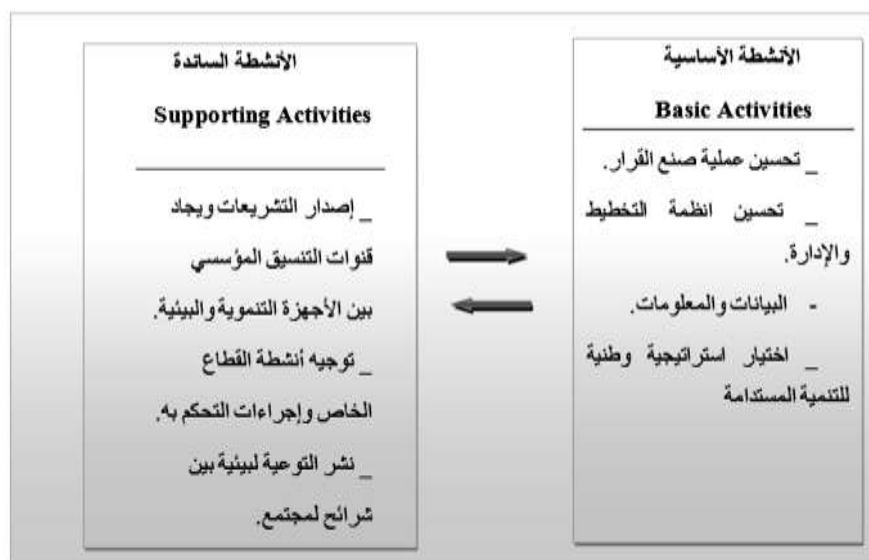 الأنشطة الأساسية
Basic Activities
_ تحسين عملية صنع القرار.
_ تحسين انظمة التخطيط
والإدارة.
- البيانات والمعلومات.
_ اختيار استراتيجية وطنية
للتنمية المستدامة
الأنشطة الساندة
Supporting Activities
_ إصدار التشريعات ويجاد
قنوات التنسيق المؤسسي
بين الأجهزة التنموية والبيئية.
_ توجيه أنشطة القطاع
الخاص وإجراءات التحكم به.
_ نشر التوعية لبيئية بين
شرائح لمجتمع.